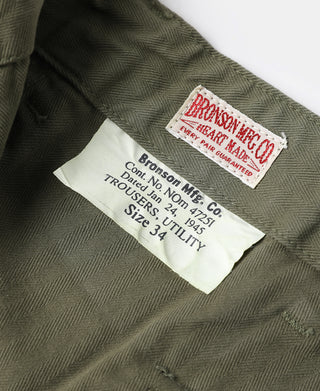 BRONSON MFG. CO
HEART MADE
EVERY PAIR GUARANTEED
Bronson Mfg. Co.
Cont. No. NOm 47251
Dated Jan. 24, 1945
TROUSERS, UTILITY
Size 34